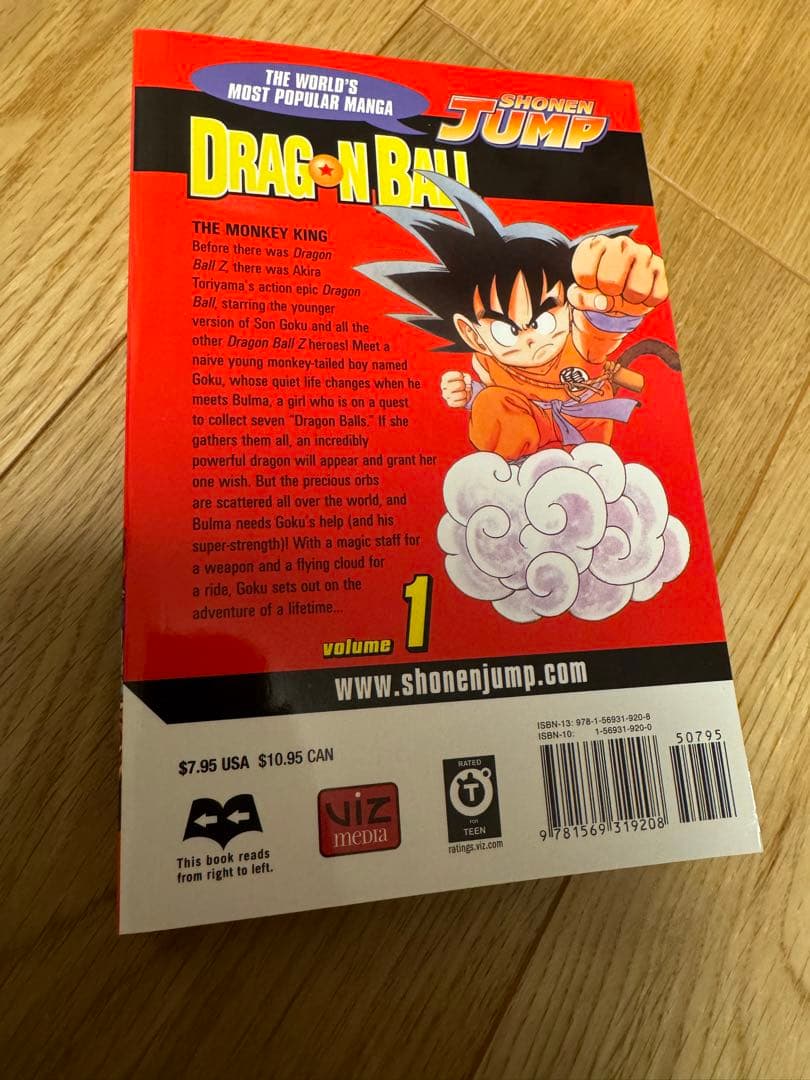 THE WORLD'S
MOST POPULAR MANGA
SHONEN
JUMP
DRAGON BALL
THE MONKEY KING
Before there was Dragon
Ball Z, there was Akira
Toriyama's action epic Dragon
Ball, starring the younger
version of Son Goku and all the
other Dragon Ball Z heroes! Meet a
naive young monkey-tailed boy named
Goku, whose quiet life changes when he
meets Bulma, a girl who is on a quest
to collect seven "Dragon Balls." If she
gathers them all, an incredibly
powerful dragon will appear and grant her
one wish. But the precious orbs
are scattered all over the world, and
Bulma needs Goku's help (and his
super-strength)! With a magic staff for
a weapon and a flying cloud for
a ride, Goku sets out on the
adventure of a lifetime...
亀
volume 1
www.shonenjump.com
$7.95 USA $10.95 CAN
This book reads
from right to left.
viz
media
RATED
T
for
TEEN
ratings.viz.com
ISBN-13: 978-1-56931-920-8
ISBN-10: 1-56931-920-0
50795
9 781569 319208